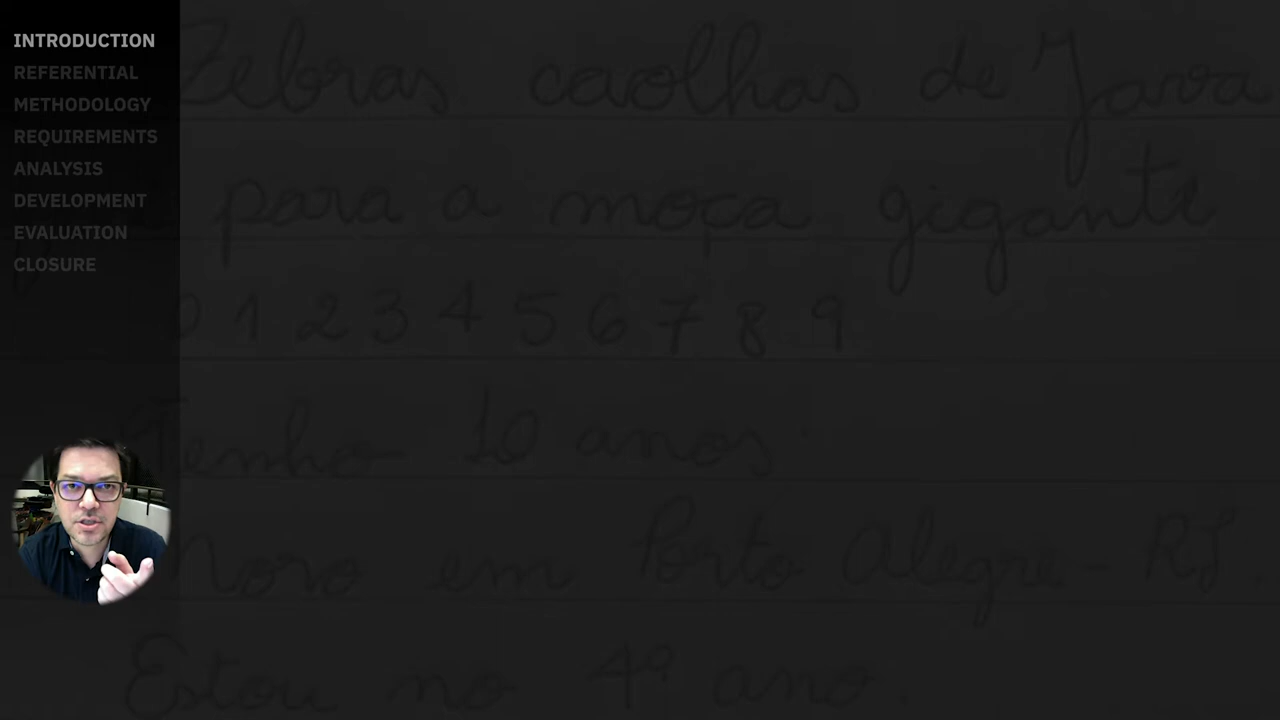 INTRODUCTION
REFERENTIAL
METHODOLOGY
REQUIREMENTS
ANALYSIS
DEVELOPMENT
EVALUATION
CLOSURE
Zebras caolhas de Java
para a moça gigante
0 1 2 3 4 5 6 7 8 9
Tenho 10 anos.
Moro em Porto Alegre - RS.
Estou no 4º ano.